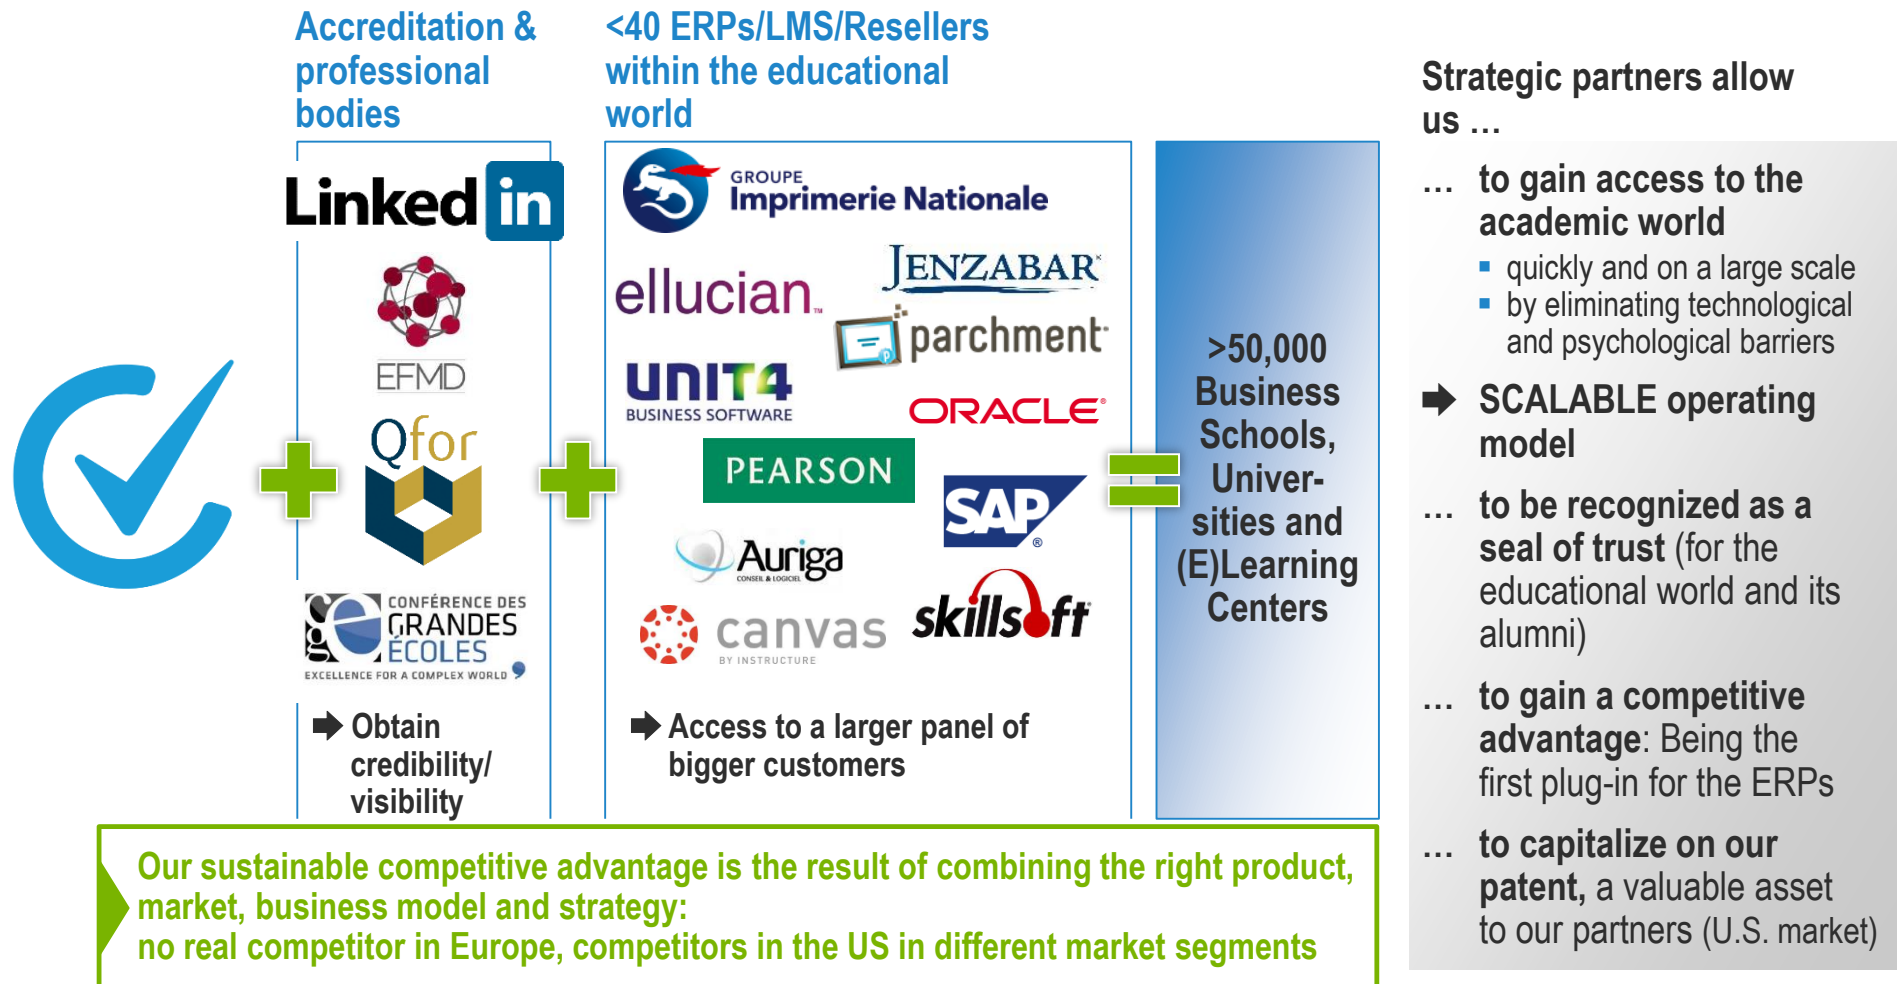 Accreditation &
professional
bodies
Linked in
EFMD
Qfor
ge
CONFÉRENCE DES
GRANDES
ÉCOLES
EXCELLENCE FOR A COMPLEX WORLD
Obtain
credibility/
visibility
<40 ERPs/LMS/Resellers
within the educational
world
GROUPE
Imprimerie Nationale
ellucian™
JENZABAR®
parchment
p
UNIT4
BUSINESS SOFTWARE
ORACLE®
PEARSON
SAP®
Auriga
CONSEIL & LOGICIEL
canvas
BY INSTRUCTURE
skillsoft
Access to a larger panel of
bigger customers
>50,000
Business
Schools,
Univer-
sities and
(E)Learning
Centers
Our sustainable competitive advantage is the result of combining the right product,
market, business model and strategy:
no real competitor in Europe, competitors in the US in different market segments
Strategic partners allow
us …
… to gain access to the
academic world
▪ quickly and on a large scale
▪ by eliminating technological
and psychological barriers
SCALABLE operating
model
… to be recognized as a
seal of trust (for the
educational world and its
alumni)
… to gain a competitive
advantage: Being the
first plug-in for the ERPs
… to capitalize on our
patent, a valuable asset
to our partners (U.S. market)